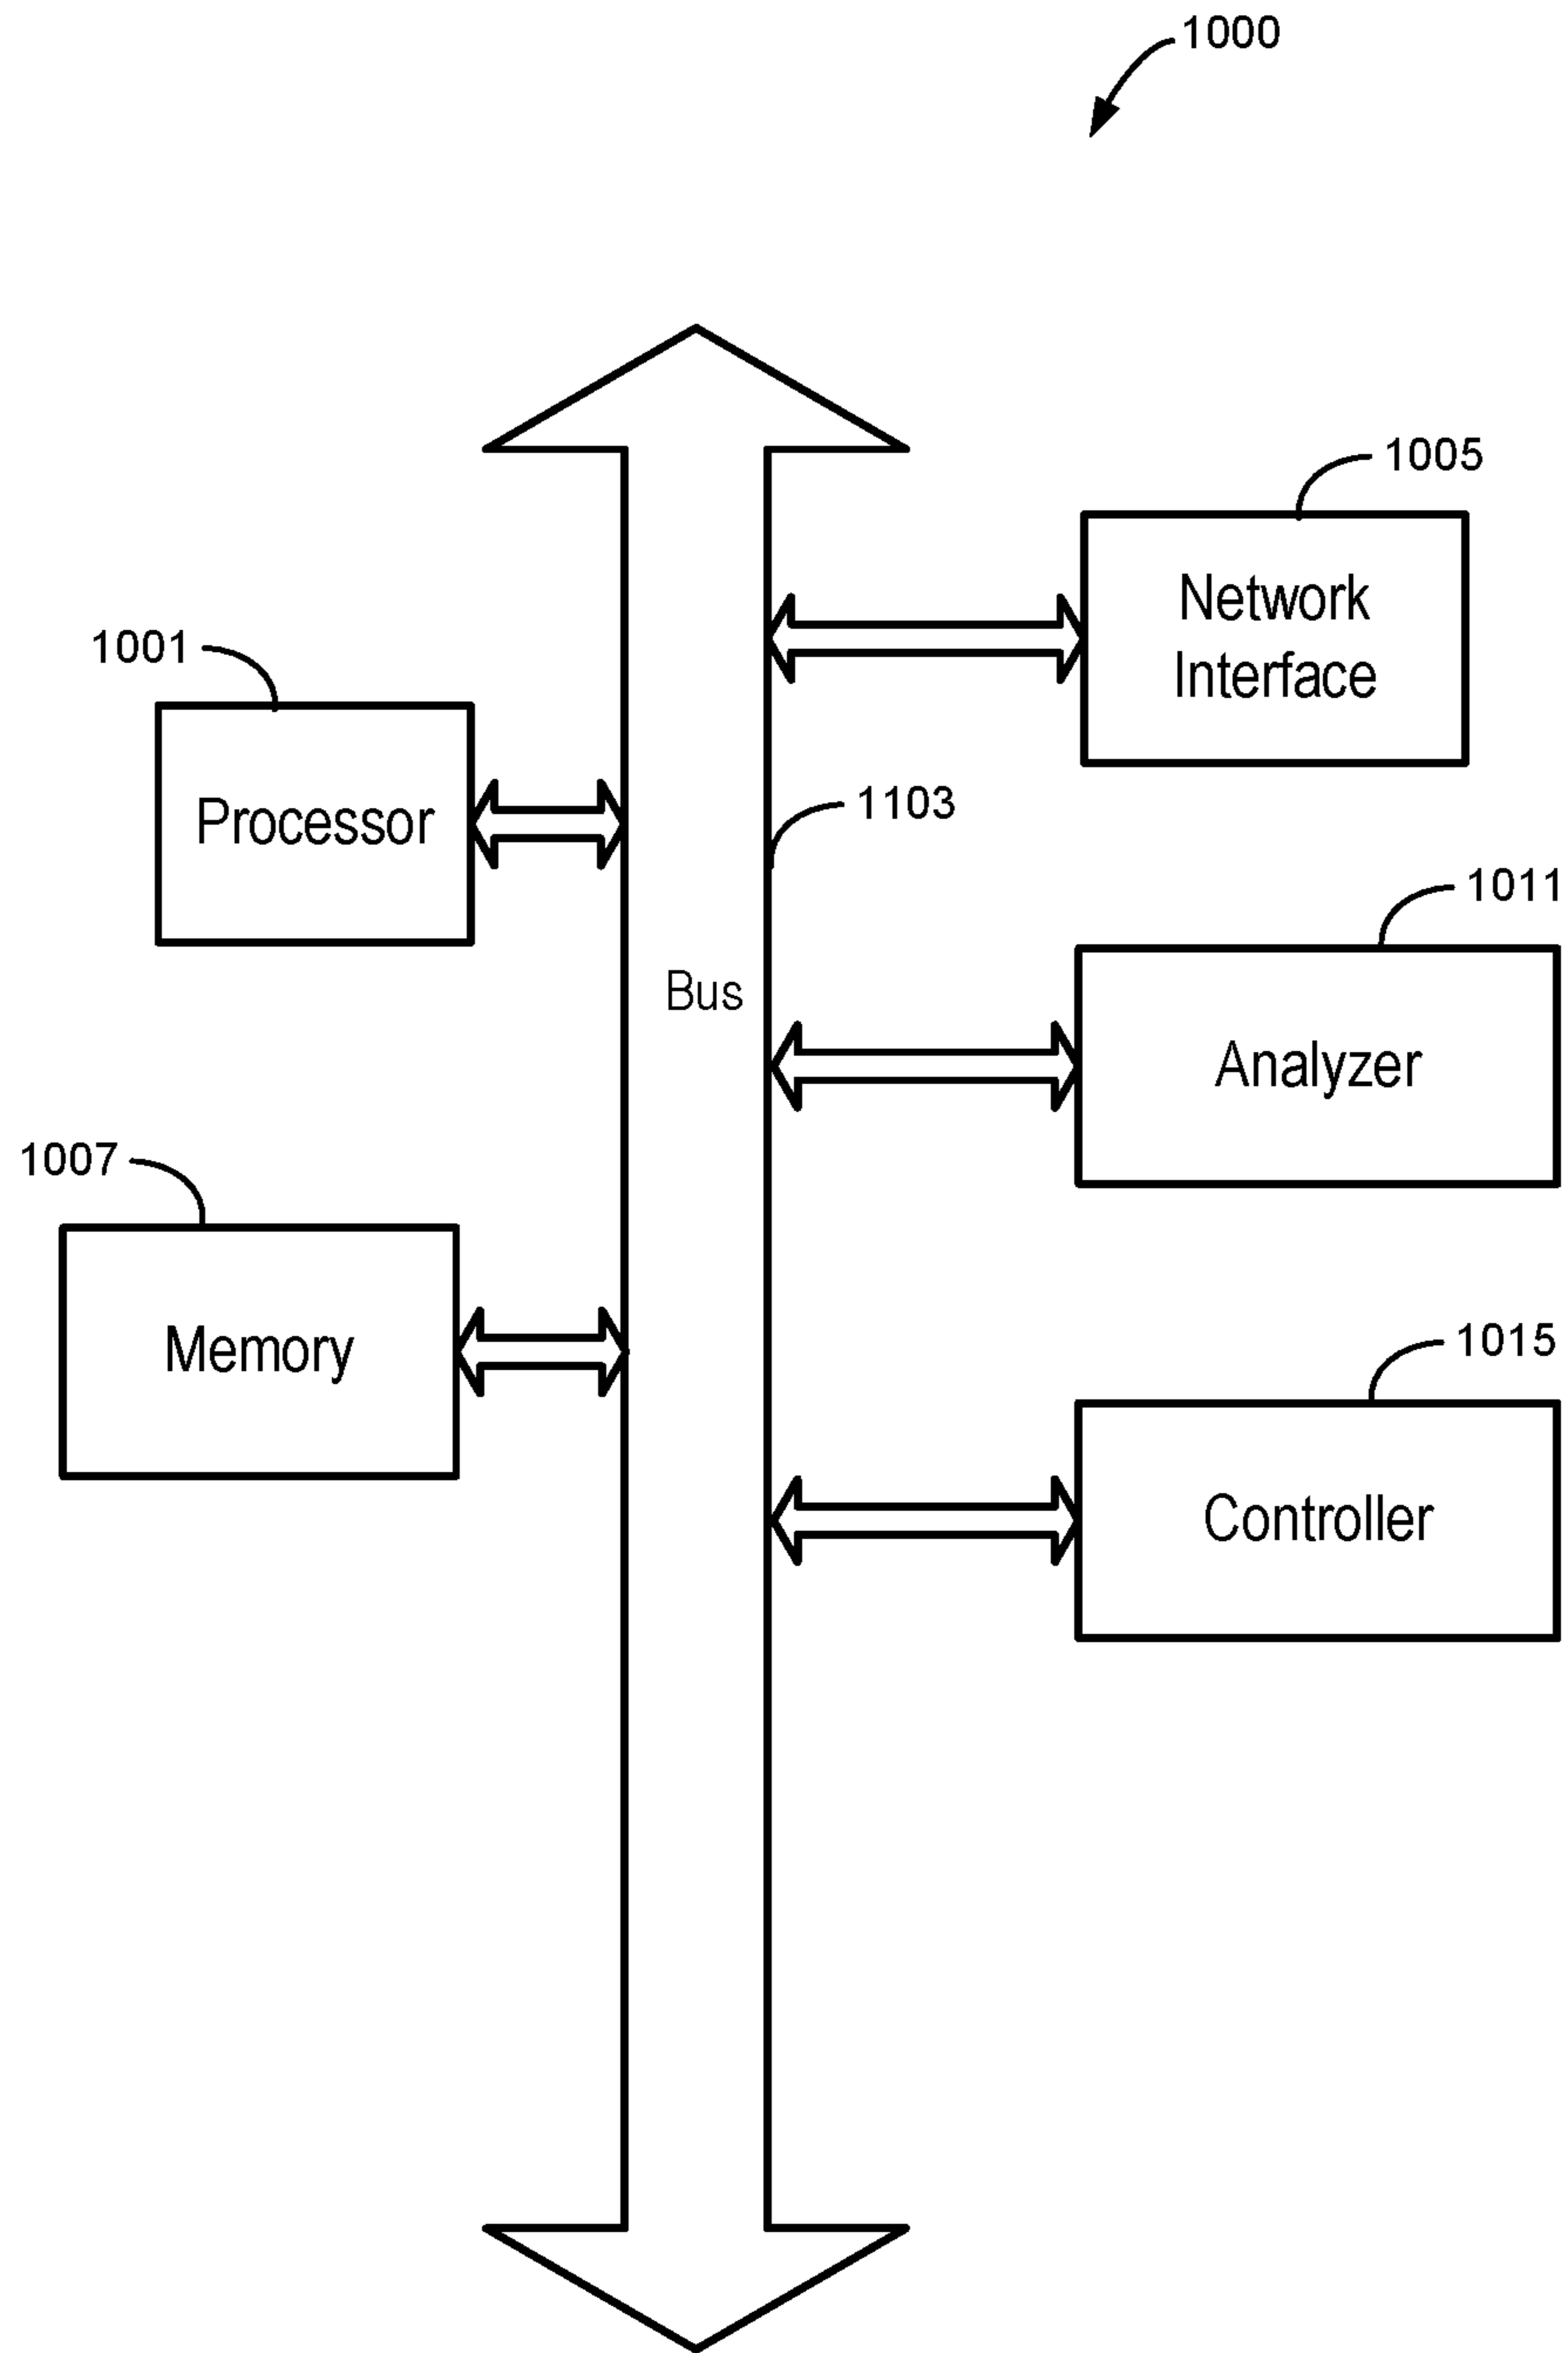 1000
1005
Network
Interface
1001
Processor
1103
1011
Bus
Analyzer
1007
Memory
1015
Controller